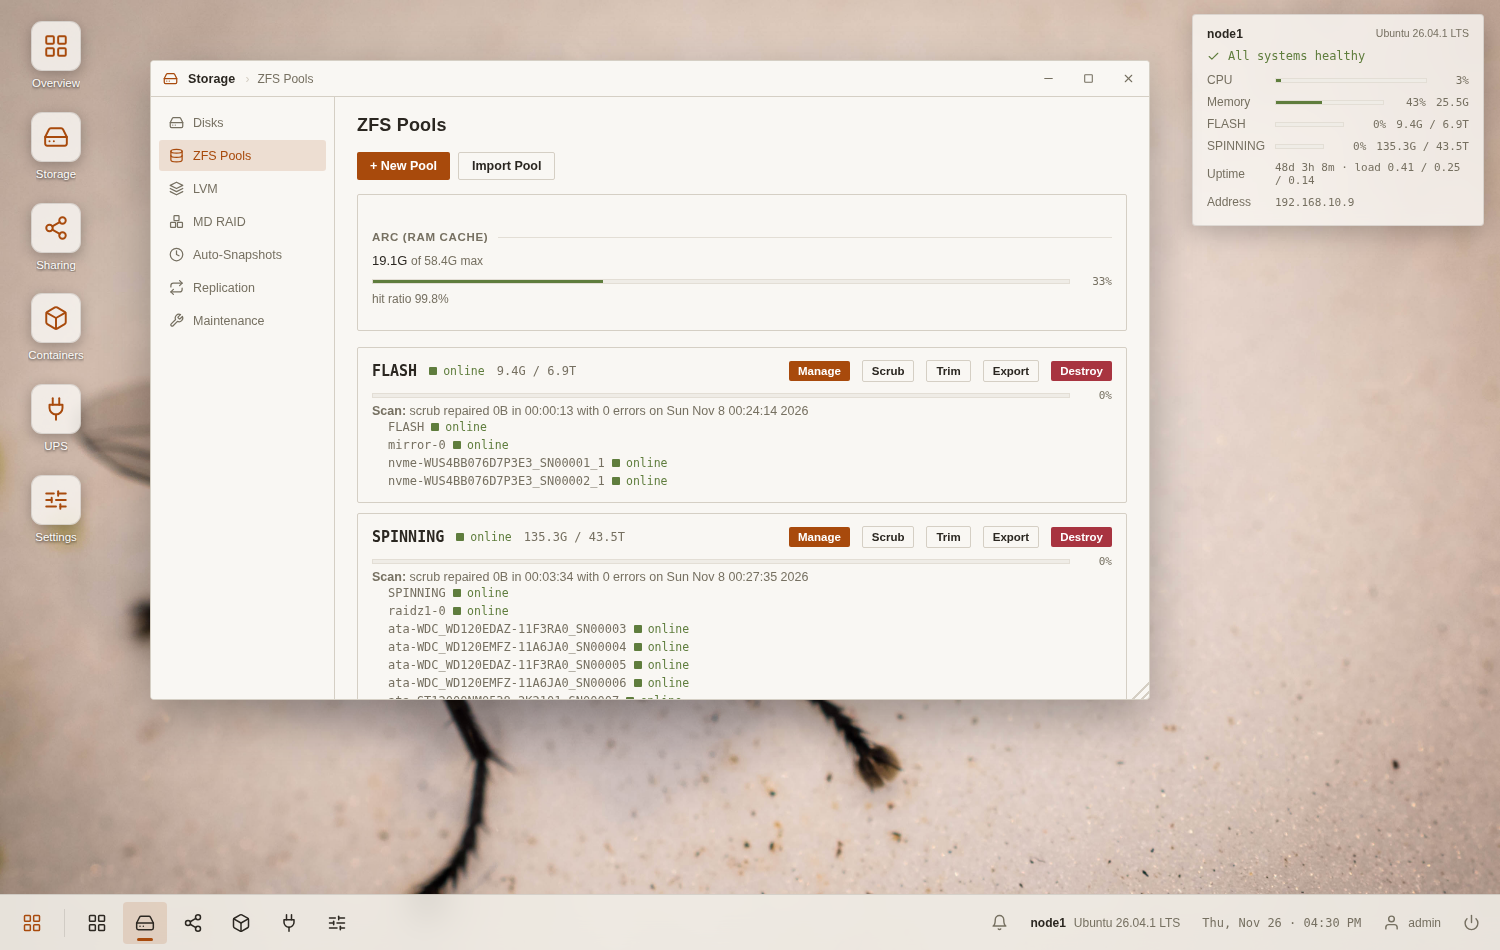 Overview
Storage
Sharing
Containers
UPS
Settings
Storage › ZFS Pools
Disks
ZFS Pools
LVM
MD RAID
Auto-Snapshots
Replication
Maintenance
ZFS Pools
+ New Pool Import Pool
ARC (RAM CACHE)
19.1G of 58.4G max
33%
hit ratio 99.8%
FLASH online 9.4G / 6.9T Manage Scrub Trim Export Destroy
0%
Scan: scrub repaired 0B in 00:00:13 with 0 errors on Sun Nov 8 00:24:14 2026
FLASH online
mirror-0 online
nvme-WUS4BB076D7P3E3_SN00001_1 online
nvme-WUS4BB076D7P3E3_SN00002_1 online
SPINNING online 135.3G / 43.5T Manage Scrub Trim Export Destroy
0%
Scan: scrub repaired 0B in 00:03:34 with 0 errors on Sun Nov 8 00:27:35 2026
SPINNING online
raidz1-0 online
ata-WDC_WD120EDAZ-11F3RA0_SN00003 online
ata-WDC_WD120EMFZ-11A6JA0_SN00004 online
ata-WDC_WD120EDAZ-11F3RA0_SN00005 online
ata-WDC_WD120EMFZ-11A6JA0_SN00006 online
node1 Ubuntu 26.04.1 LTS
All systems healthy
CPU 3%
Memory 43% 25.5G
FLASH 0% 9.4G / 6.9T
SPINNING 0% 135.3G / 43.5T
Uptime 48d 3h 8m · load 0.41 / 0.25
/ 0.14
Address 192.168.10.9
node1 Ubuntu 26.04.1 LTS Thu, Nov 26 · 04:30 PM admin